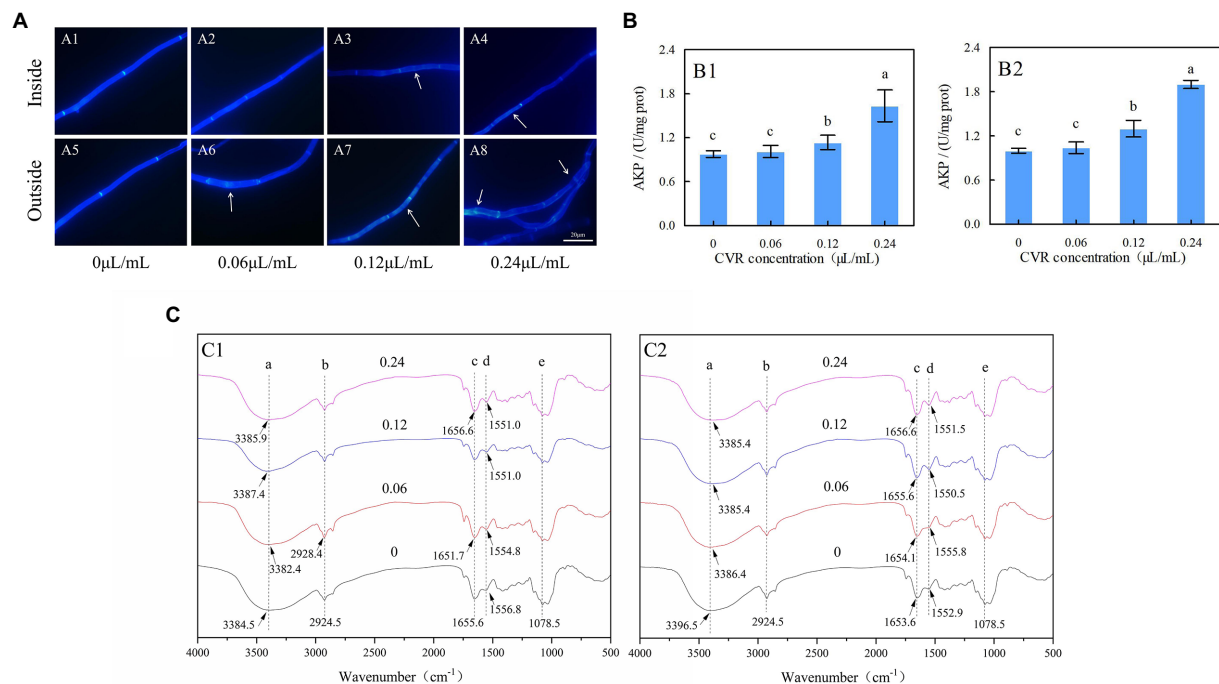 A
A1
A2
A3
A4
Inside
A5
A6
A7
A8
Outside
20μm
0μL/mL
0.06μL/mL
0.12μL/mL
0.24μL/mL
B
B1
2.4
1.8
1.2
0.6
0.0
AKP / (U/mg prot)
c
c
b
a
0
0.06
0.12
0.24
CVR concentration（μL/mL）
B2
2.4
1.8
1.2
0.6
0.0
AKP / (U/mg prot)
c
c
b
a
0
0.06
0.12
0.24
CVR concentration（μL/mL）
C
C1
a
b
c
d
e
0.24
3385.9
1656.6
1551.0
0.12
3387.4
1551.0
0.06
3382.4
2928.4
1651.7
1554.8
0
3384.5
2924.5
1655.6
1556.8
1078.5
4000
3500
3000
2500
2000
1500
1000
500
Wavenumber（cm-1）
C2
a
b
c
d
e
0.24
3385.4
1656.6
1551.5
0.12
3385.4
1655.6
1550.5
0.06
3386.4
1654.1
1555.8
0
3396.5
2924.5
1653.6
1552.9
1078.5
4000
3500
3000
2500
2000
1500
1000
500
Wavenumber（cm-1）